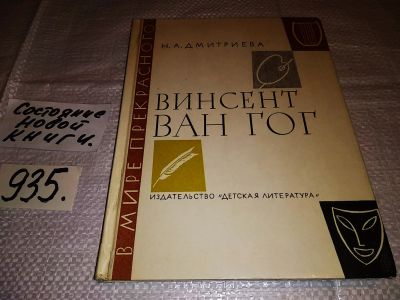 Состояние
новой
книги.
935.
В МИРЕ ПРЕКРАСНОГО
Н. А. ДМИТРИЕВА
ВИНСЕНТ
ВАН ГОГ
ИЗДАТЕЛЬСТВО «ДЕТСКАЯ ЛИТЕРАТУРА»